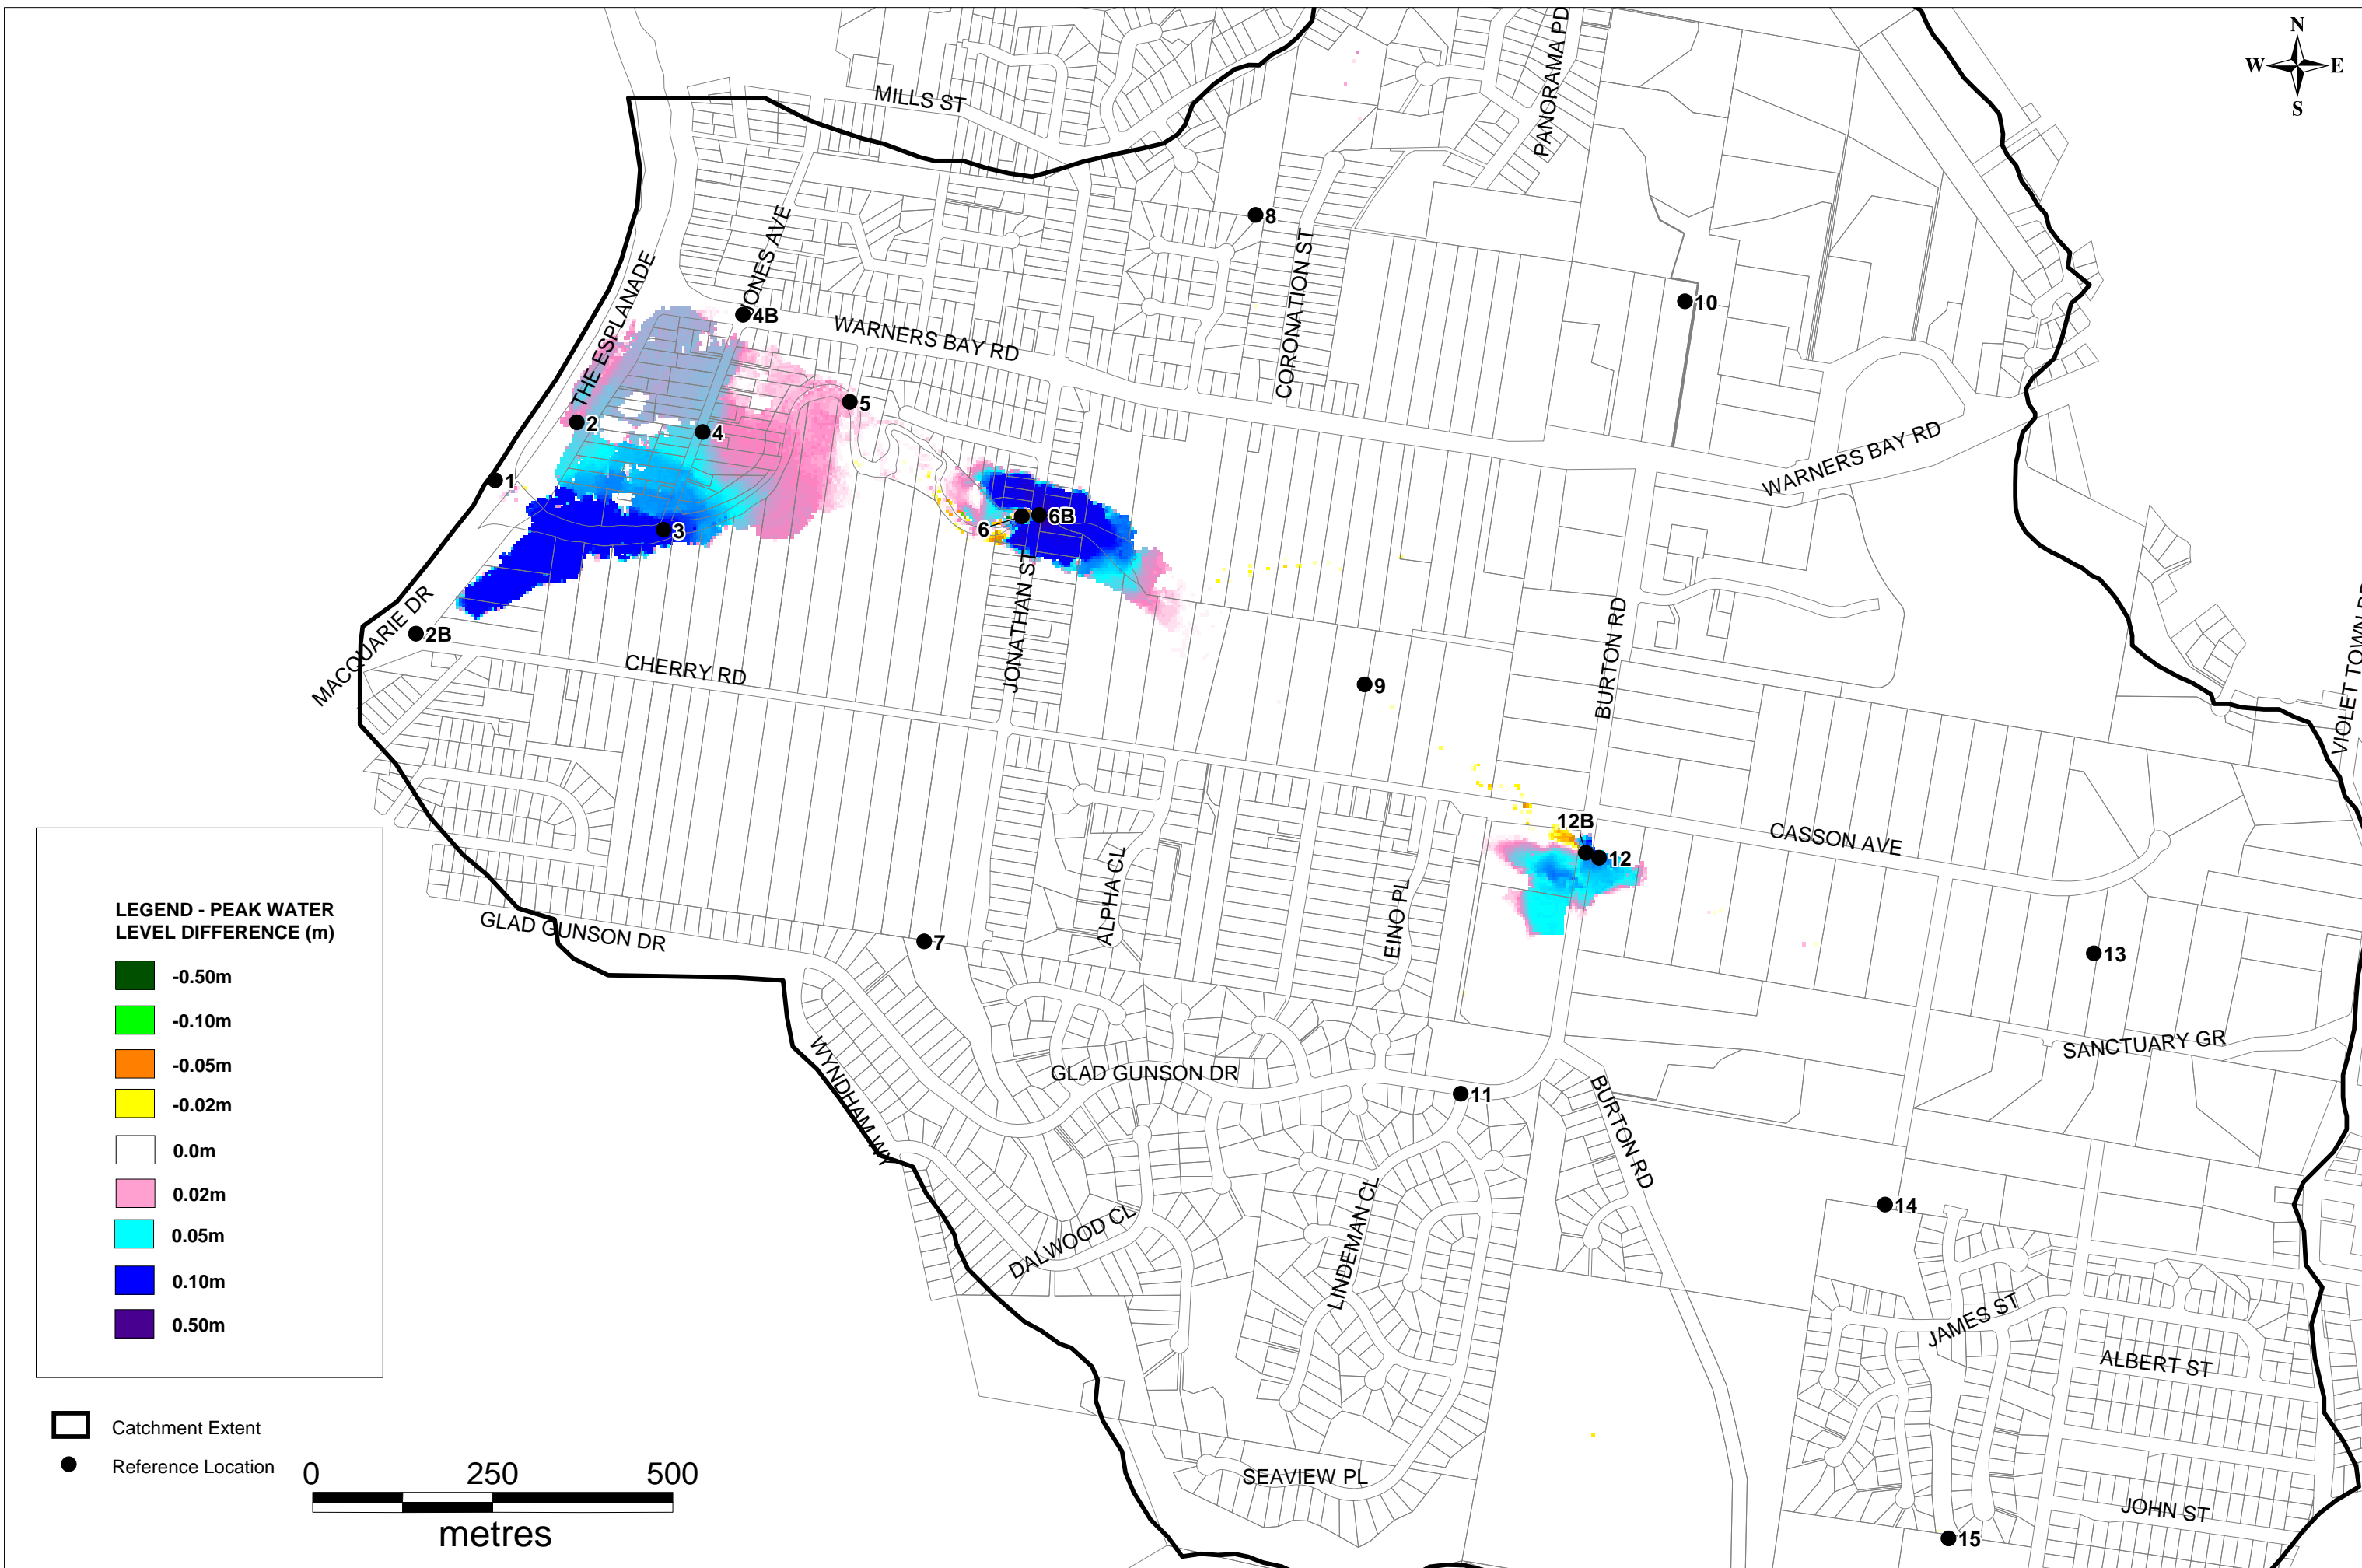 N
W E
S
MILLS ST
PANORAMA PD
JONES AVE
THE ESPLANADE
8
CORONATION ST
10
4B
WARNERS BAY RD
5
2
4
WARNERS BAY RD
1
3
6
6B
JONATHAN ST
2B
MACQUARIE DR
CHERRY RD
9
BURTON RD
VIOLET TOWN
12B
12
CASSON AVE
ALPHA CL
EINO PL
GLAD GUNSON DR
7
13
SANCTUARY GR
WYNDHAM WY
GLAD GUNSON DR
11
BURTON RD
14
DALWOOD CL
LINDEMAN CL
JAMES ST
ALBERT ST
SEAVIEW PL
JOHN ST
15
LEGEND - PEAK WATER
LEVEL DIFFERENCE (m)
-0.50m
-0.10m
-0.05m
-0.02m
0.0m
0.02m
0.05m
0.10m
0.50m
Catchment Extent
Reference Location
0 250 500
metres